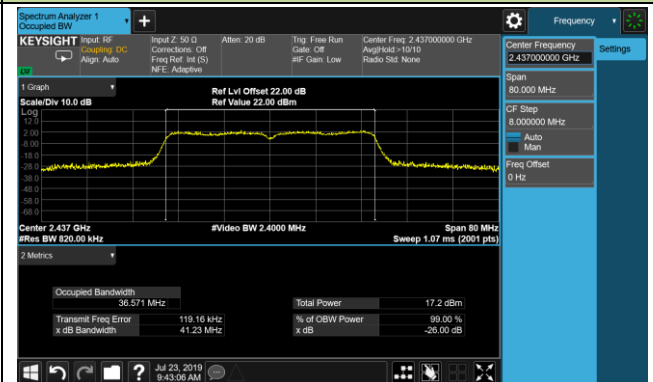 Spectrum Analyzer 1
Occupied BW
Frequency
KEYSIGHT
Input: RF
Coupling: DC
Align: Auto
Input Z: 50 Ω
Corrections: Off
Freq Ref: Int (S)
NFE: Adaptive
Atten: 20 dB
Trig: Free Run
Gate: Off
#IF Gain: Low
Center Freq: 2.437000000 GHz
Avg|Hold:>10/10
Radio Std: None
Center Frequency
2.437000000 GHz
Settings
Span
80.000 MHz
CF Step
8.000000 MHz
Auto
Man
Freq Offset
0 Hz
1 Graph
Scale/Div 10.0 dB
Ref Lvl Offset 22.00 dB
Ref Value 22.00 dBm
Log
12.0
2.00
-8.00
-18.0
-28.0
-38.0
-48.0
-58.0
-68.0
Center 2.437 GHz
#Video BW 2.4000 MHz
Span 80 MHz
#Res BW 820.00 kHz
Sweep 1.07 ms (2001 pts)
2 Metrics
Occupied Bandwidth
36.571 MHz
Total Power 17.2 dBm
Transmit Freq Error 119.16 kHz
% of OBW Power 99.00 %
x dB Bandwidth 41.23 MHz
x dB -26.00 dB
?
Jul 23, 2019
9:43:06 AM